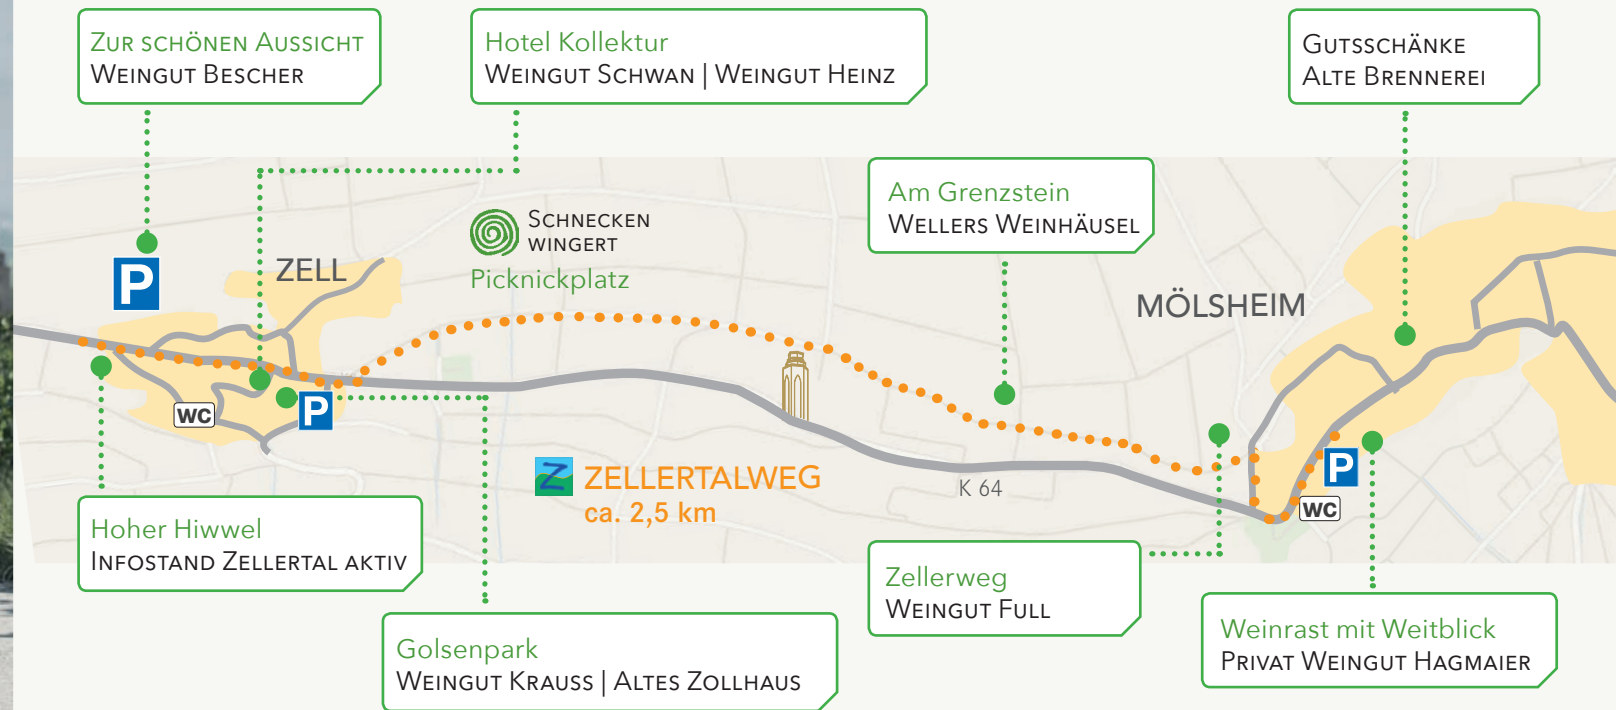 Zur schönen Aussicht
Weingut Bescher
Hotel Kollektur
Weingut Schwan | Weingut Heinz
Gutsschänke
Alte Brennerei
Am Grenzstein
Wellers Weinhäusel
Schnecken
wingert
Picknickplatz
ZELL
P
MÖLSHEIM
WC
P
Z ZELLERTALWEG
ca. 2,5 km
K 64
P
WC
Hoher Hiwwel
Infostand Zellertal aktiv
Zellerweg
Weingut Full
Golsenpark
Weingut Krauss | Altes Zollhaus
Weinrast mit Weitblick
Privat Weingut Hagmaier